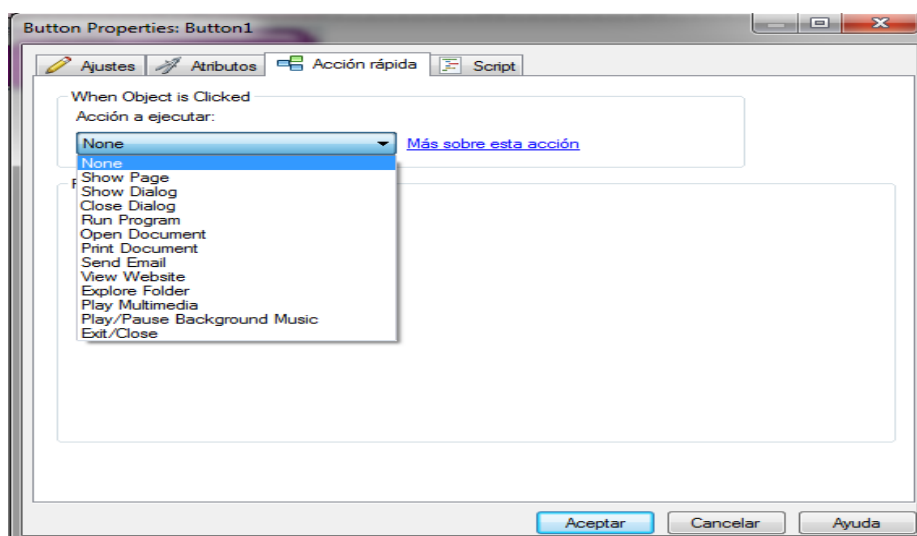 Button Properties: Button1
Ajustes Atributos Acción rápida Script
When Object is Clicked
Acción a ejecutar:
None Más sobre esta acción
None
Show Page
Show Dialog
Close Dialog
Run Program
Open Document
Print Document
Send Email
View Website
Explore Folder
Play Multimedia
Play/Pause Background Music
Exit/Close
Aceptar Cancelar Ayuda